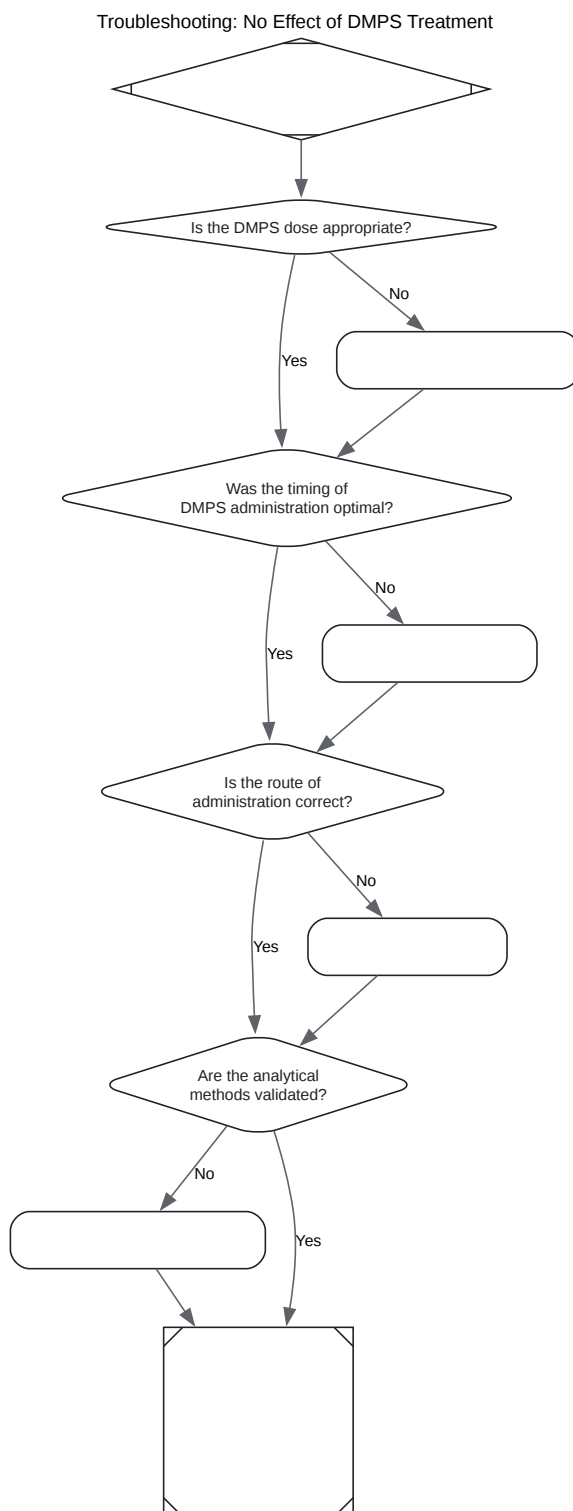 Troubleshooting: No Effect of DMPS Treatment
Is the DMPS dose appropriate?
No
Yes
Was the timing of
DMPS administration optimal?
No
Yes
Is the route of
administration correct?
No
Yes
Are the analytical
methods validated?
No
Yes